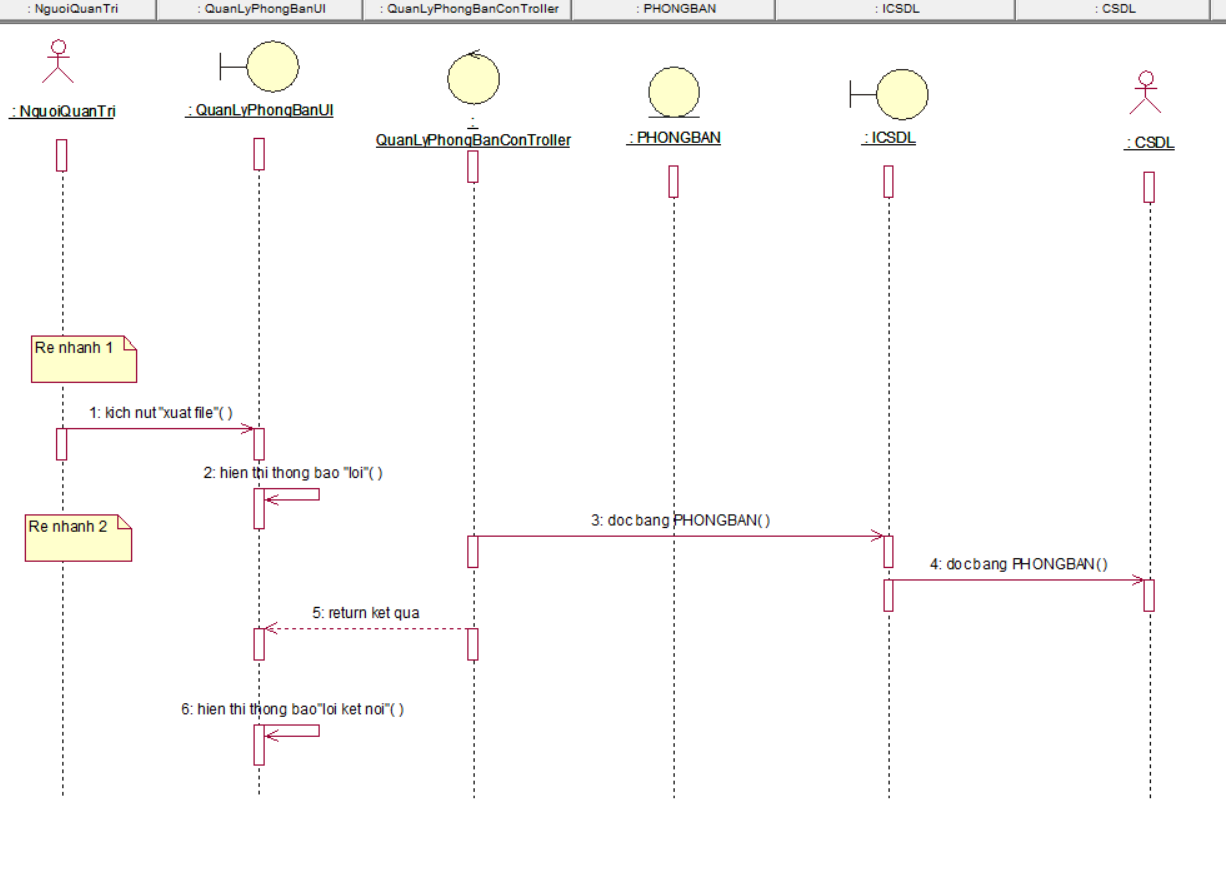 : NguoiQuanTri
: QuanLyPhongBanUI
: QuanLyPhongBanConTroller
: PHONGBAN
: ICSDL
: CSDL
: NguoiQuanTri
: QuanLyPhongBanUI
:
QuanLyPhongBanConTroller
: PHONGBAN
: ICSDL
: CSDL
Re nhanh 1
1: kich nut "xuat file"( )
2: hien thi thong bao "loi"( )
Re nhanh 2
3: doc bang PHONGBAN( )
4: doc bang PHONGBAN( )
5: return ket qua
6: hien thi thong bao"loi ket noi"( )